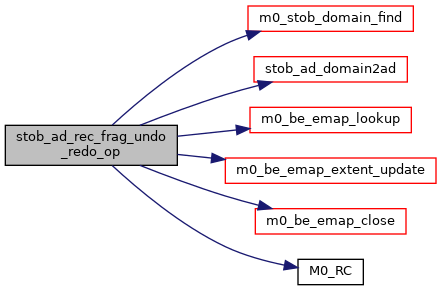 stob_ad_rec_frag_undo
_redo_op
m0_stob_domain_find
stob_ad_domain2ad
m0_be_emap_lookup
m0_be_emap_extent_update
m0_be_emap_close
M0_RC